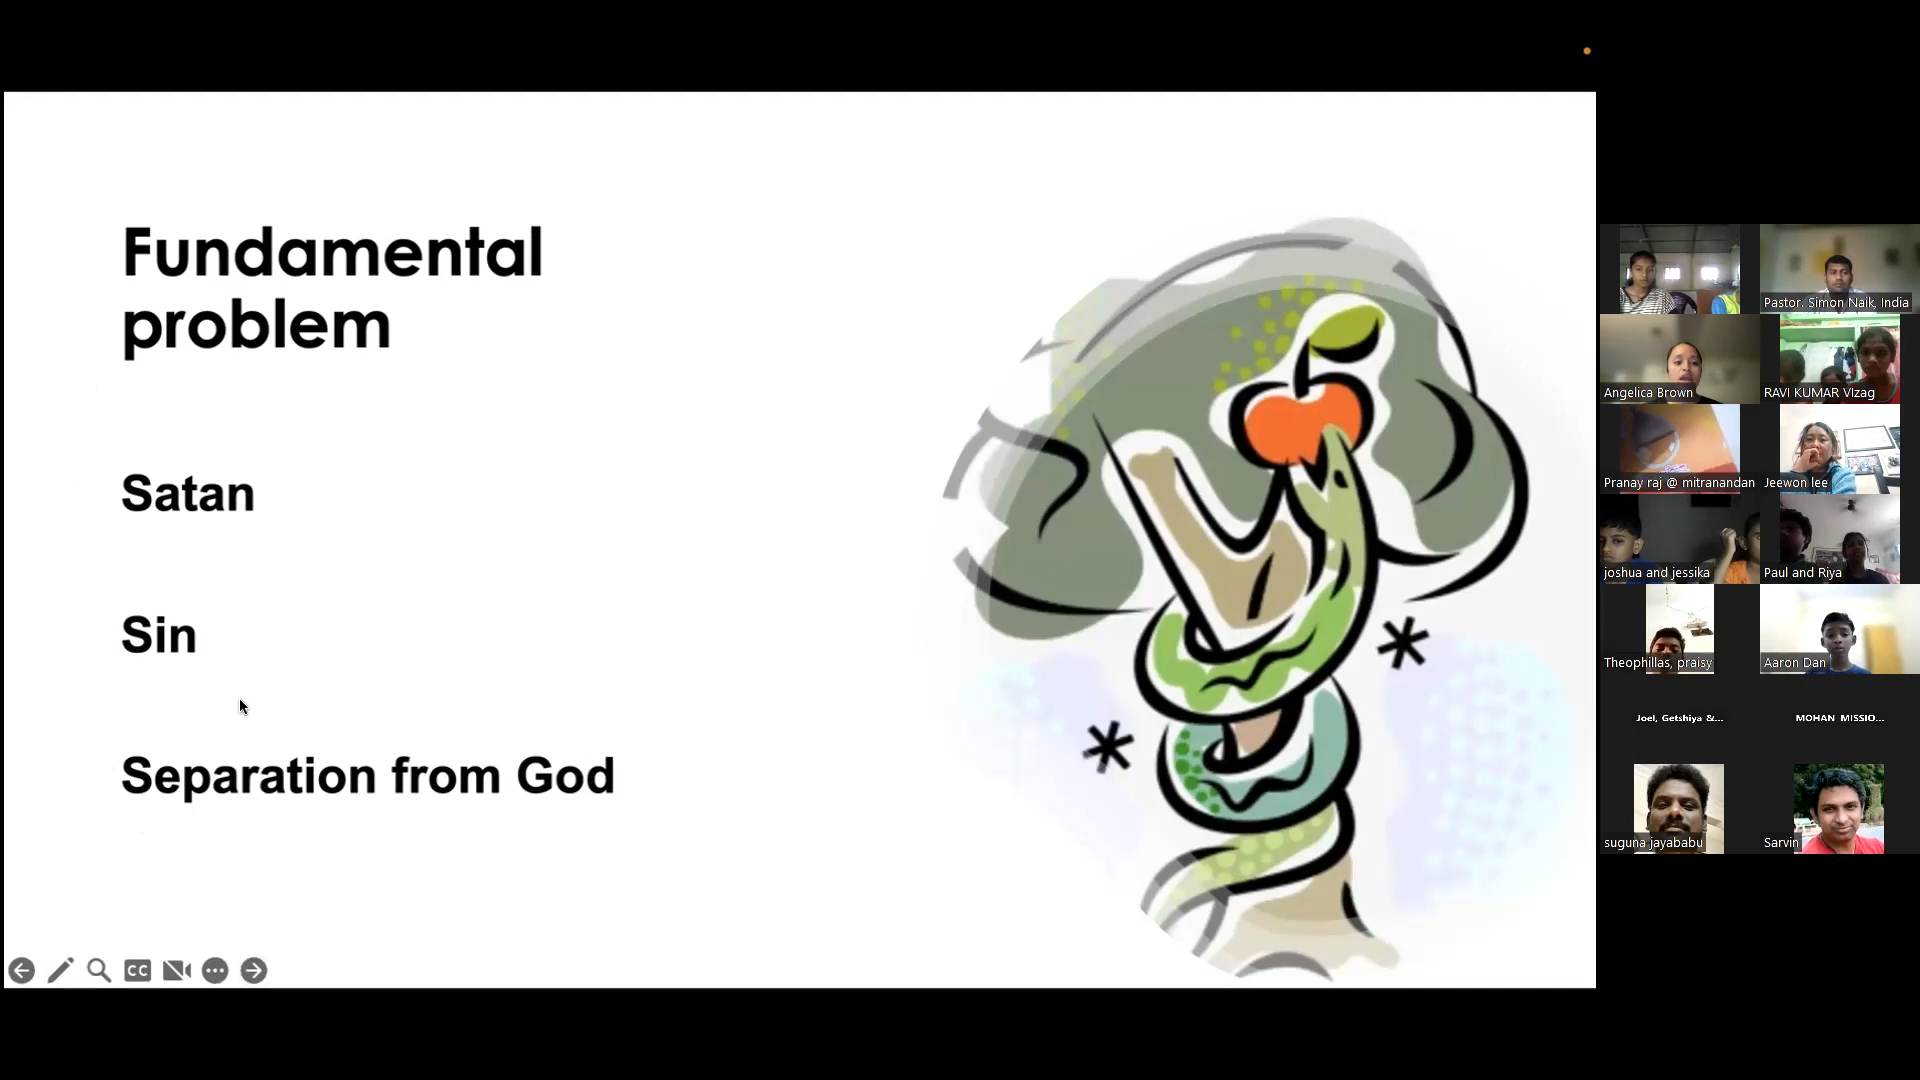 Fundamental
problem
Satan
Sin
Separation from God
CC
Pastor. Simon Naik, India
Angelica Brown
RAVI KUMAR VIzag
Pranay raj @ mitranandan
Jeewon lee
joshua and jessika
Paul and Riya
Theophillas, praisy
Aaron Dan
Joel, Getshiya &...
MOHAN MISSIO...
suguna jayababu
Sarvin